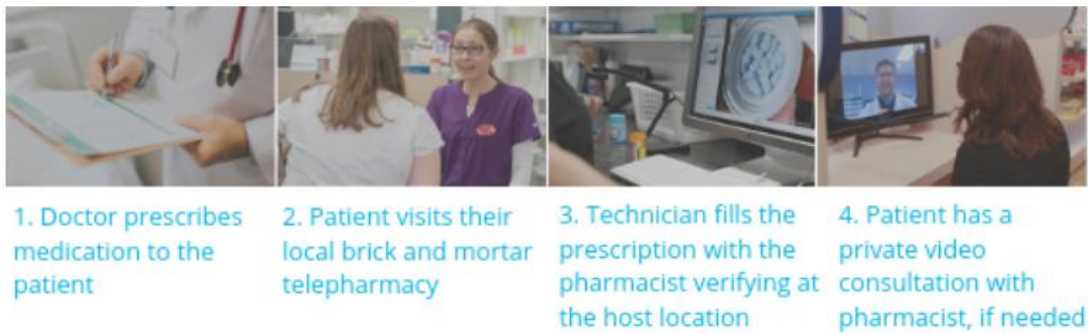 1. Doctor prescribes
medication to the
patient
2. Patient visits their
local brick and mortar
telepharmacy
3. Technician fills the
prescription with the
pharmacist verifying at
the host location
4. Patient has a
private video
consultation with
pharmacist, if needed